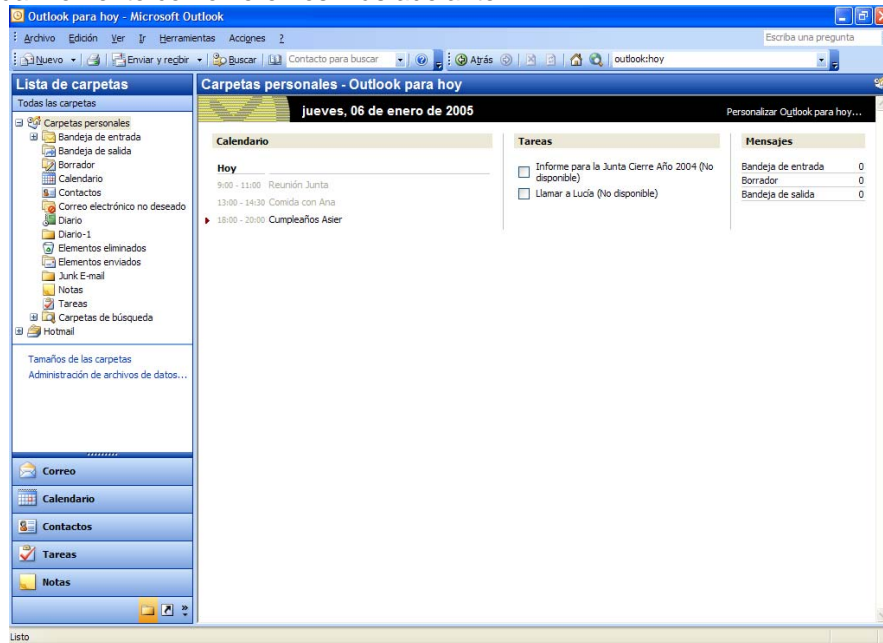 Outlook para hoy - Microsoft Outlook
Archivo Edición Ver Ir Herramientas Acciones ?
Escriba una pregunta
Nuevo Enviar y recibir Buscar Contacto para buscar Atrás outlook:hoy
Lista de carpetas
Carpetas personales - Outlook para hoy
Todas las carpetas
jueves, 06 de enero de 2005
Personalizar Outlook para hoy...
Carpetas personales
Bandeja de entrada
Bandeja de salida
Borrador
Calendario
Contactos
Correo electrónico no deseado
Diario
Diario-1
Elementos eliminados
Elementos enviados
Junk E-mail
Notas
Tareas
Carpetas de búsqueda
Hotmail
Tamaños de las carpetas
Administración de archivos de datos...
Calendario
Hoy
9:00 - 11:00 Reunión Junta
13:00 - 14:30 Comida con Ana
18:00 - 20:00 Cumpleaños Asier
Tareas
Informe para la Junta Cierre Año 2004 (No
disponible)
Llamar a Lucía (No disponible)
Mensajes
Bandeja de entrada 0
Borrador 0
Bandeja de salida 0
Correo
Calendario
Contactos
Tareas
Notas
Listo